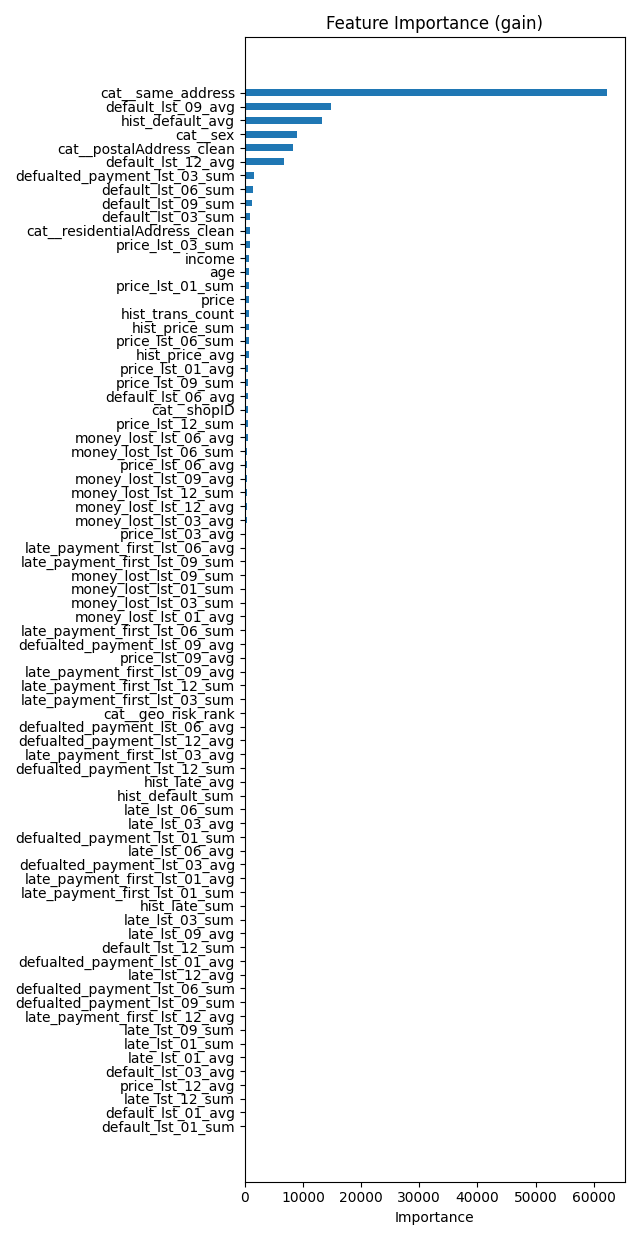 Feature Importance (gain)
cat__same_address
default_lst_09_avg
hist_default_avg
cat__sex
cat__postalAddress_clean
default_lst_12_avg
defualted_payment_lst_03_sum
default_lst_06_sum
default_lst_09_sum
default_lst_03_sum
cat__residentialAddress_clean
price_lst_03_sum
income
age
price_lst_01_sum
price
hist_trans_count
hist_price_sum
price_lst_06_sum
hist_price_avg
price_lst_01_avg
price_lst_09_sum
default_lst_06_avg
cat__shopID
price_lst_12_sum
money_lost_lst_06_avg
money_lost_lst_06_sum
price_lst_06_avg
money_lost_lst_09_avg
money_lost_lst_12_sum
money_lost_lst_12_avg
money_lost_lst_03_avg
price_lst_03_avg
late_payment_first_lst_06_avg
late_payment_first_lst_09_sum
money_lost_lst_09_sum
money_lost_lst_01_sum
money_lost_lst_03_sum
money_lost_lst_01_avg
late_payment_first_lst_06_sum
defualted_payment_lst_09_avg
price_lst_09_avg
late_payment_first_lst_09_avg
late_payment_first_lst_12_sum
late_payment_first_lst_03_sum
cat__geo_risk_rank
defualted_payment_lst_06_avg
defualted_payment_lst_12_avg
late_payment_first_lst_03_avg
defualted_payment_lst_12_sum
hist_late_avg
hist_default_sum
late_lst_06_sum
late_lst_03_avg
defualted_payment_lst_01_sum
late_lst_06_avg
defualted_payment_lst_03_avg
late_payment_first_lst_01_avg
late_payment_first_lst_01_sum
hist_late_sum
late_lst_03_sum
late_lst_09_avg
default_lst_12_sum
defualted_payment_lst_01_avg
late_lst_12_avg
defualted_payment_lst_06_sum
defualted_payment_lst_09_sum
late_payment_first_lst_12_avg
late_lst_09_sum
late_lst_01_sum
late_lst_01_avg
default_lst_03_avg
price_lst_12_avg
late_lst_12_sum
default_lst_01_avg
default_lst_01_sum
0 10000 20000 30000 40000 50000 60000
Importance